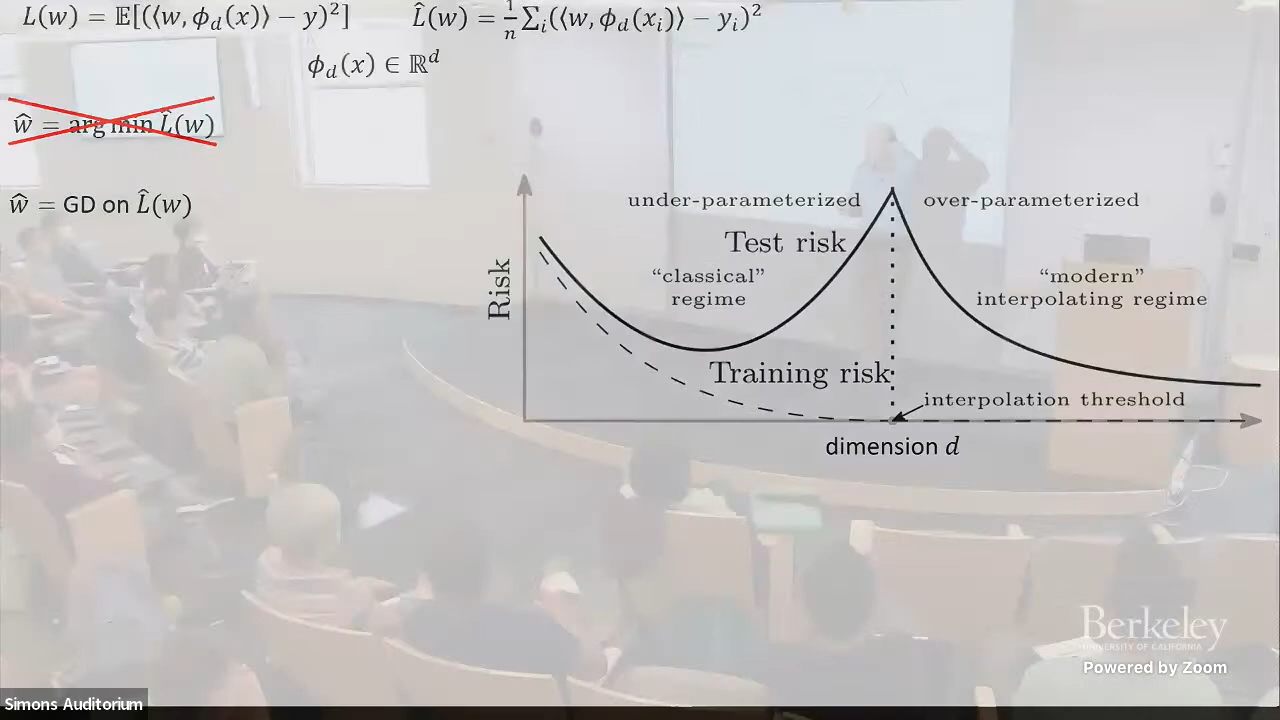 L(w) = 𝔼[(⟨w, ϕ_d(x)⟩ − y)²]
L̂(w) = 1/n ∑_i(⟨w, ϕ_d(x_i)⟩ − y_i)²
ϕ_d(x) ∈ ℝ^d
ŵ = arg min L̂(w)
ŵ = GD on L̂(w)
under-parameterized
over-parameterized
Test risk
"classical"
regime
"modern"
interpolating regime
Risk
Training risk
interpolation threshold
dimension d
Berkeley
UNIVERSITY OF CALIFORNIA
Powered by Zoom
Simons Auditorium